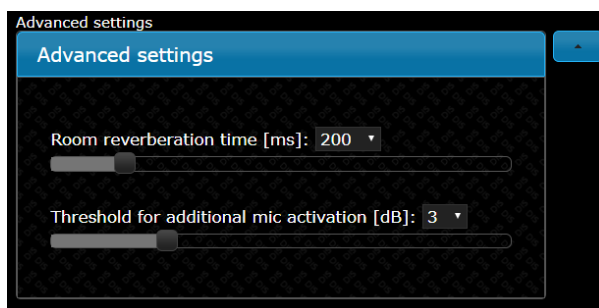 Advanced settings
Advanced settings
Room reverberation time [ms]: 200
Threshold for additional mic activation [dB]: 3